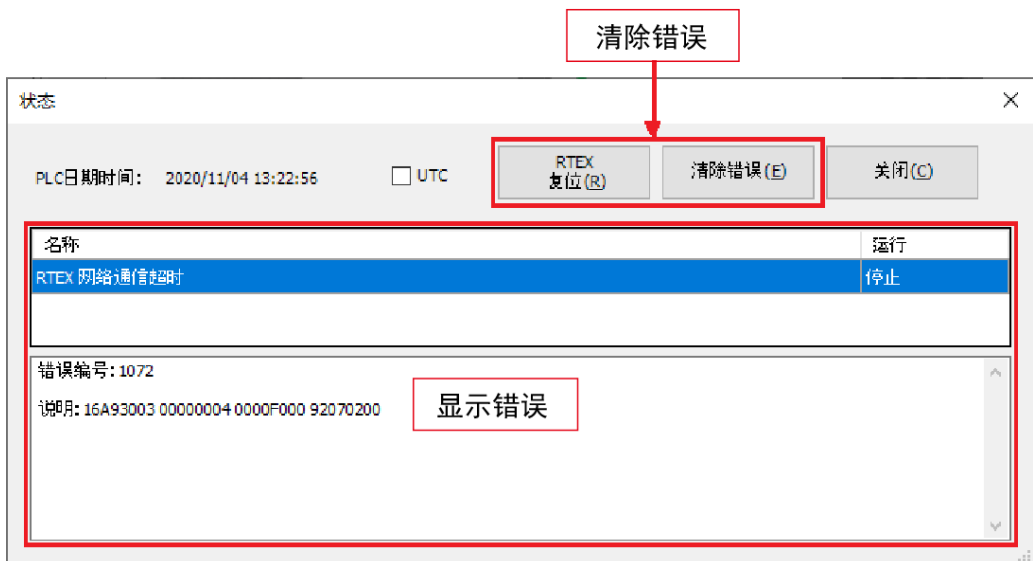 清除错误
状态
PLC日期时间： 2020/11/04 13:22:56
UTC
RTEX
复位(R)
清除错误(E)
关闭(C)
名称
运行
RTEX 网络通信超时
停止
错误编号: 1072
说明: 16A93003 00000004 0000F000 92070200
显示错误